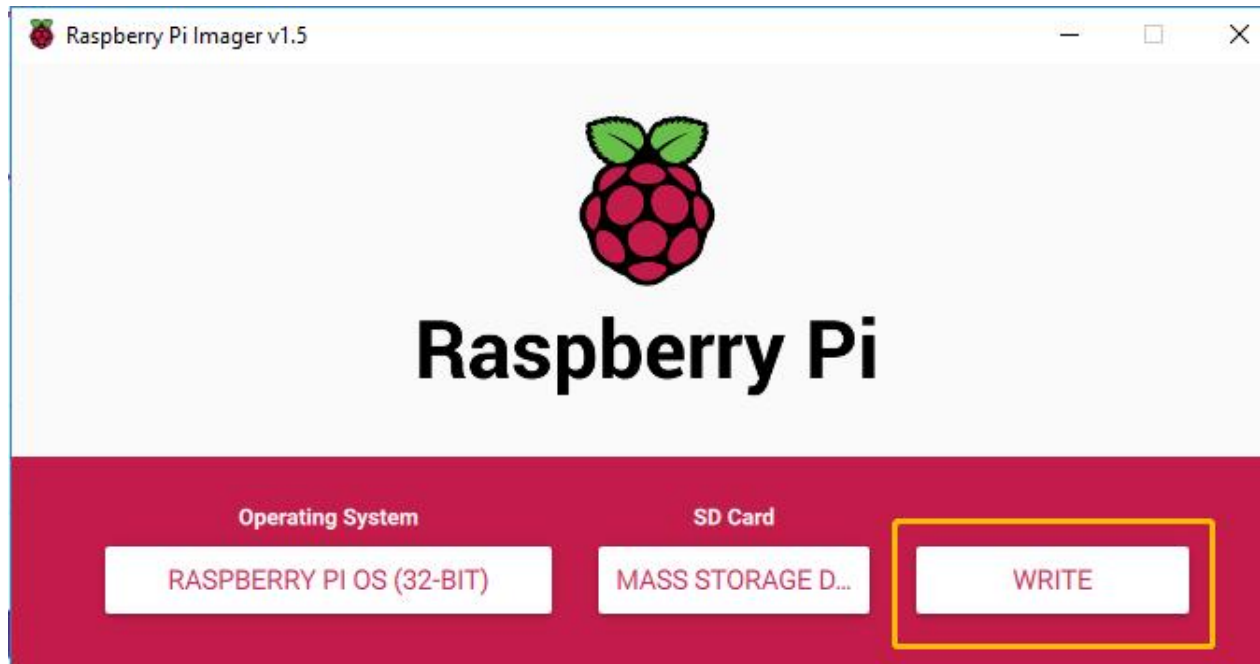 Raspberry Pi Imager v1.5
Raspberry Pi
Operating System
SD Card
RASPBERRY PI OS (32-BIT)
MASS STORAGE D...
WRITE